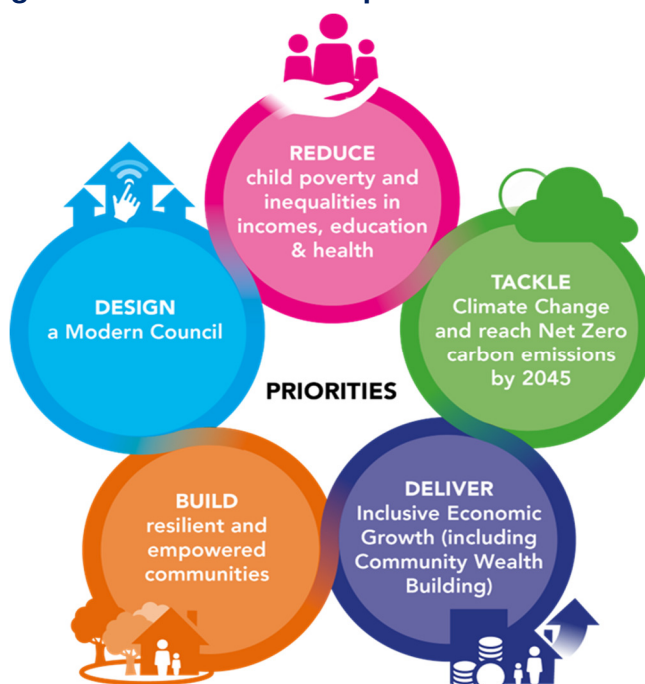 REDUCE
child poverty and
inequalities in
incomes, education
& health
TACKLE
Climate Change
and reach Net Zero
carbon emissions
by 2045
DESIGN
a Modern Council
PRIORITIES
DELIVER
Inclusive Economic
Growth (including
Community Wealth
Building)
BUILD
resilient and
empowered
communities